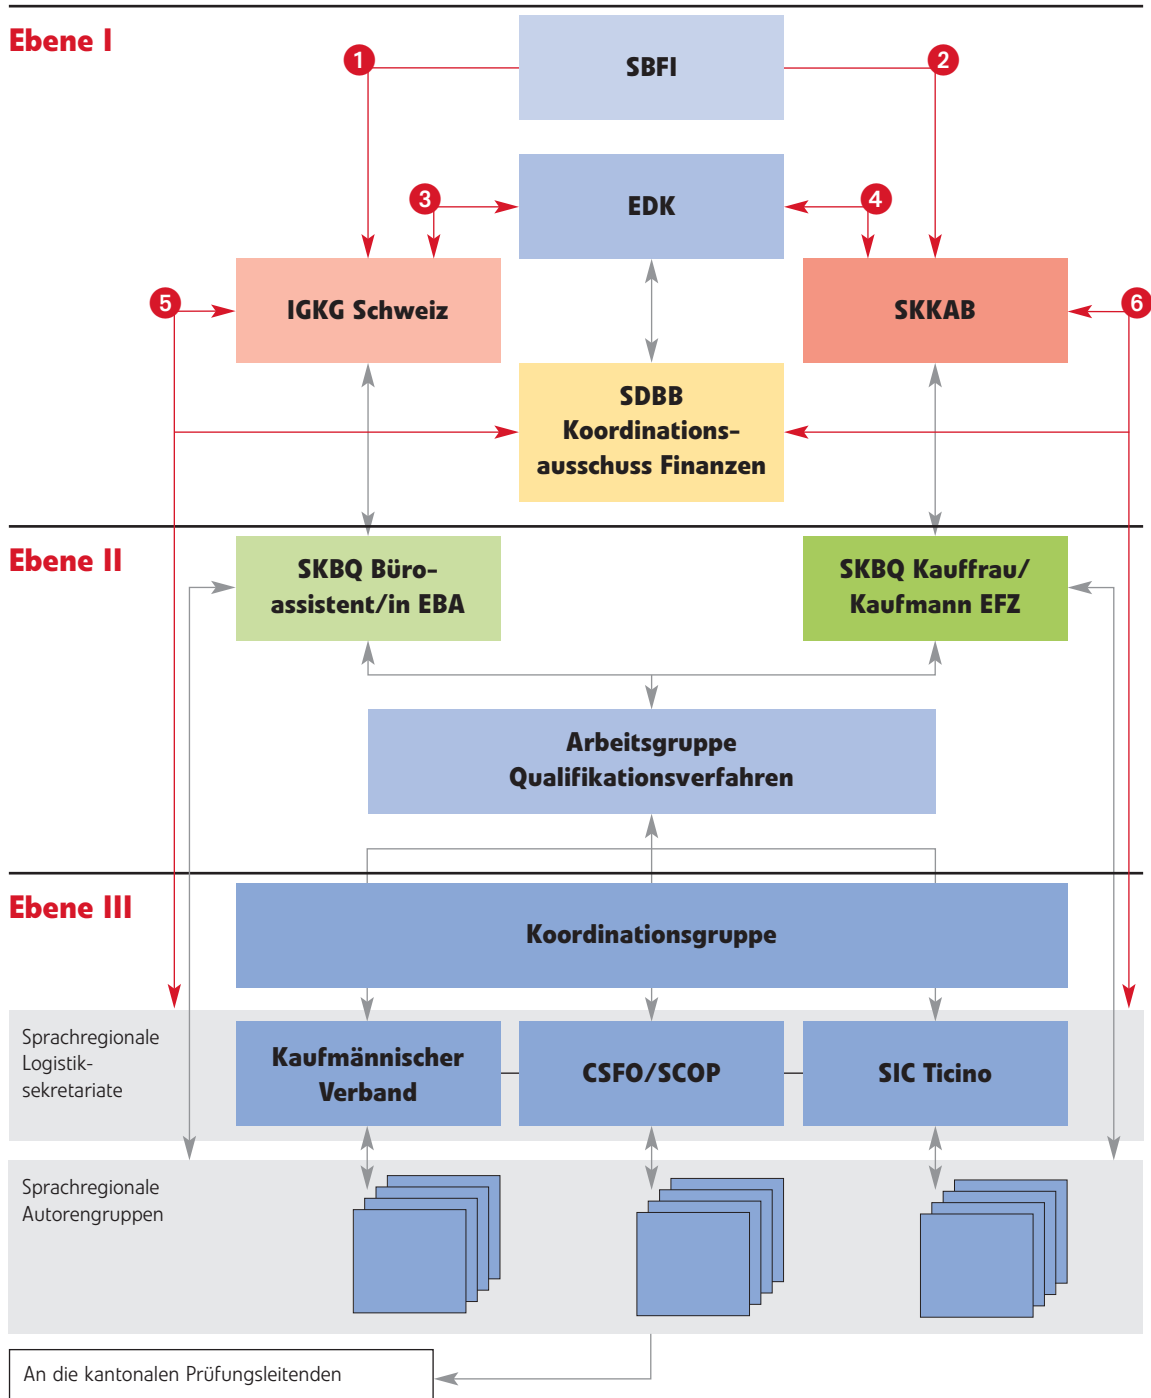 Ebene I
1
SBFI
2
3
EDK
4
5
IGKG Schweiz
SKKAB
6
SDBB
Koordinations-
ausschuss Finanzen
Ebene II
SKBQ Büro-
assistent/in EBA
SKBQ Kauffrau/
Kaufmann EFZ
Arbeitsgruppe
Qualifikationsverfahren
Ebene III
Koordinationsgruppe
Sprachregionale
Logistik-
sekretariate
Kaufmännischer
Verband
CSFO/SCOP
SIC Ticino
Sprachregionale
Autorengruppen
An die kantonalen Prüfungsleitenden